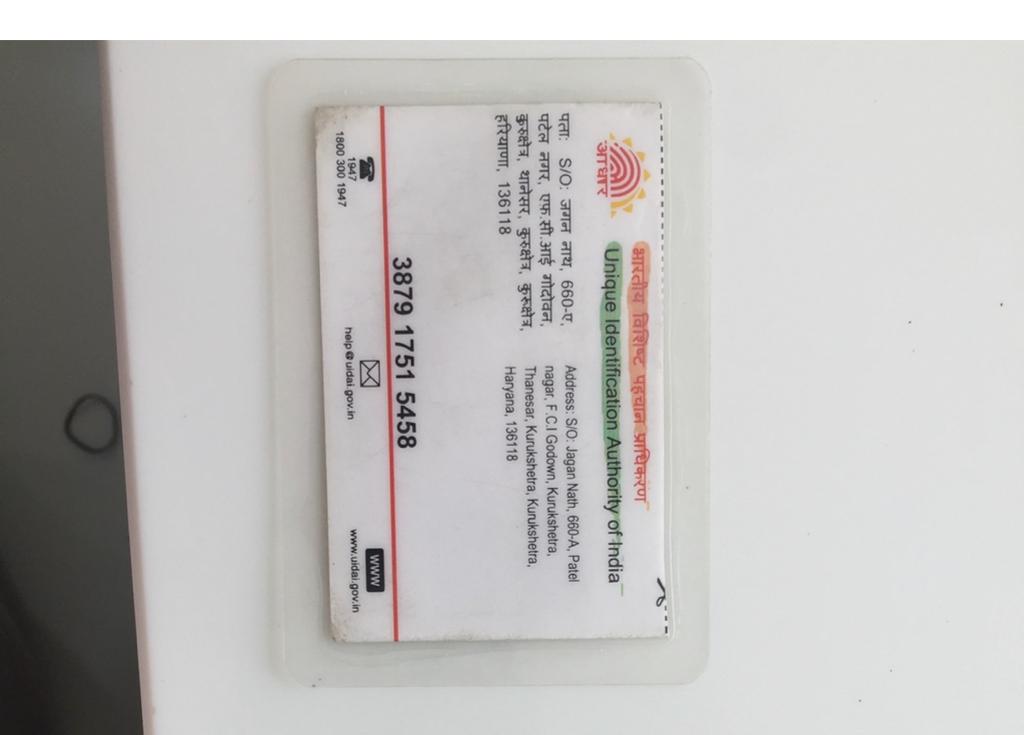 भारतीय विशिष्ट पहचान प्राधिकरण
Unique Identification Authority of India
आधार
पता: S/O: जगन नाथ, 660-ए,
पटेल नगर, एफ.सी.आई गोदोवन,
कुरुक्षेत्र, थानेसर, कुरुक्षेत्र, कुरूक्षेत्र,
हरियाणा, 136118
Address: S/O: Jagan Nath, 660-A, Patel
nagar, F.C.I Godown, Kurukshetra,
Thanesar, Kurukshetra, Kurukshetra,
Haryana, 136118
3879 1751 5458
1947
1800 300 1947
help@uidai.gov.in
www
www.uidai.gov.in